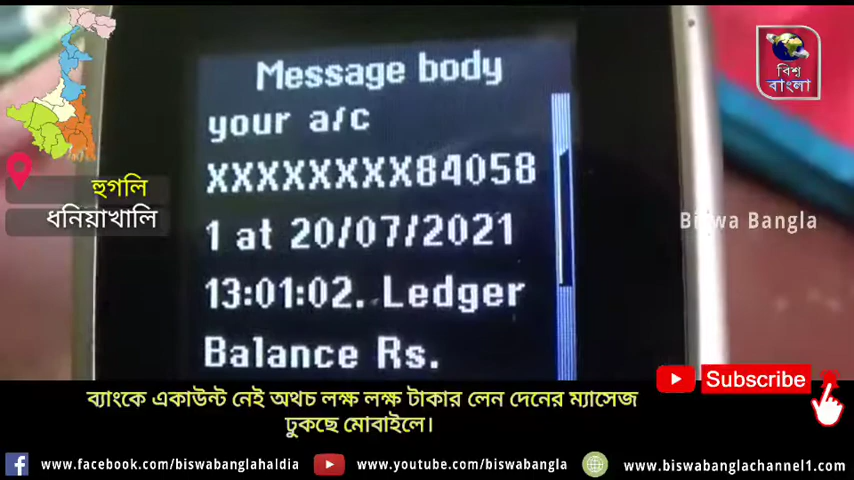 Message body
your a/c
XXXXXXXX84058
1 at 20/07/2021
13:01:02. Ledger
Balance Rs.
বিশ্ব
বাংলা
হুগলি
ধনিয়াখালি
Biswa Bangla
Subscribe
ব্যাংকে একাউন্ট নেই অথচ লক্ষ লক্ষ টাকার লেন দেনের ম্যাসেজ
ঢুকছে মোবাইলে।
www.facebook.com/biswabanglahaldia
www.youtube.com/biswabangla
www.biswabanglachannel1.com